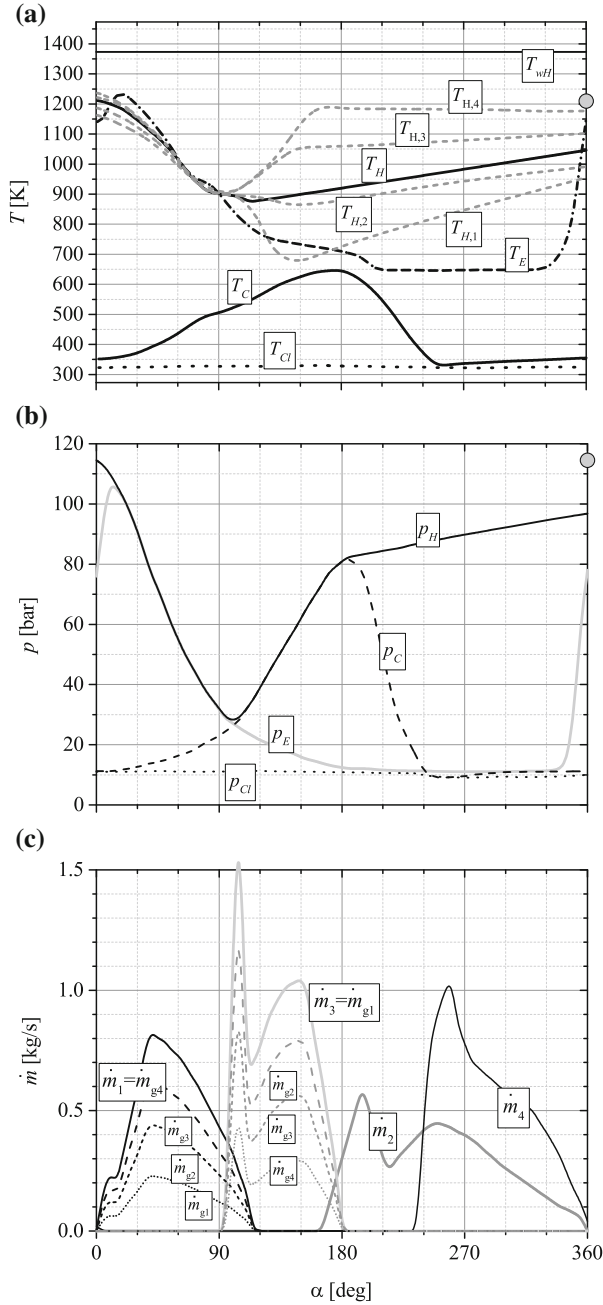 (a)
1400
1300
1200
1100
1000
900
800
700
600
500
400
300
T [K]
T_wH
T_H,4
T_H,3
T_H
T_H,2
T_H,1
T_E
T_C
T_Cl
(b)
120
100
80
60
40
20
0
p [bar]
p_H
p_C
p_E
p_Cl
(c)
1.5
1.0
0.5
0.0
ṁ [kg/s]
ṁ_3=ṁ_g1
ṁ_1=ṁ_g4
ṁ_g2
ṁ_g3
ṁ_g3
ṁ_2
ṁ_4
ṁ_g2
ṁ_g4
ṁ_g1
0 90 180 270 360
α [deg]